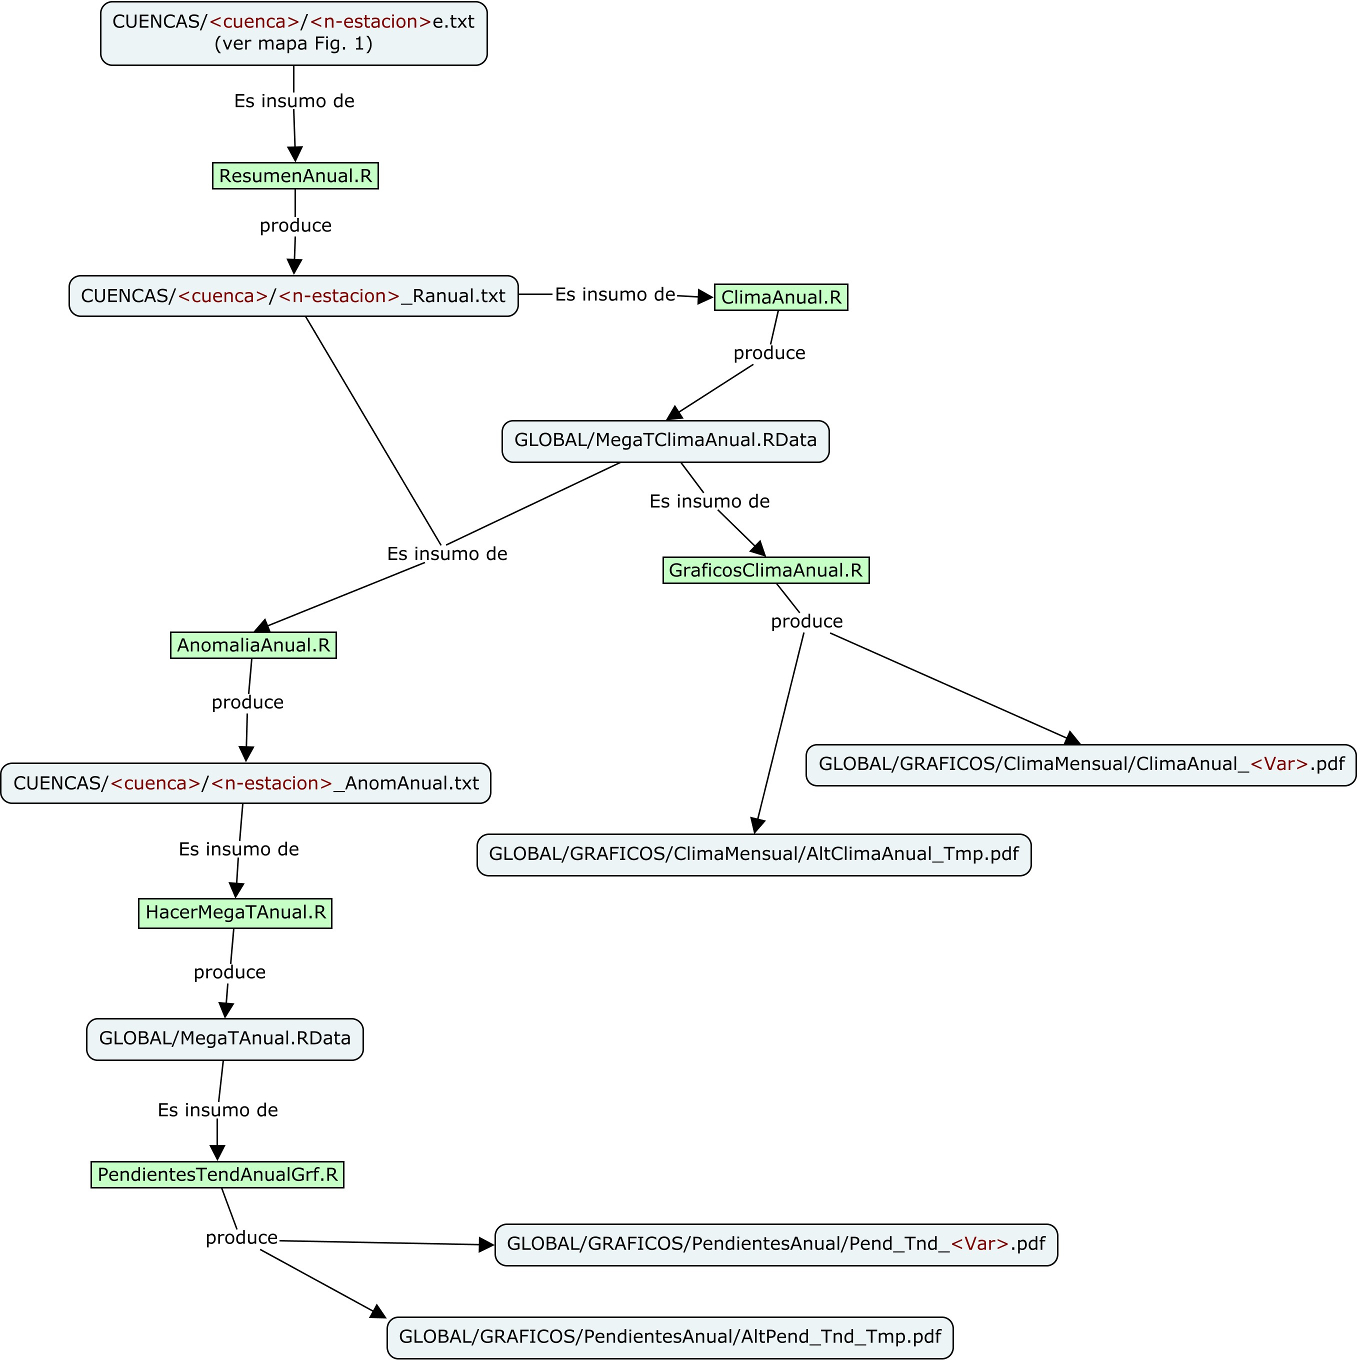 CUENCAS/<cuenca>/<n-estacion>e.txt
(ver mapa Fig. 1)
Es insumo de
ResumenAnual.R
produce
CUENCAS/<cuenca>/<n-estacion>_Ranual.txt
Es insumo de
ClimaAnual.R
produce
GLOBAL/MegaTClimaAnual.RData
Es insumo de
Es insumo de
GraficosClimaAnual.R
produce
AnomaliaAnual.R
produce
GLOBAL/GRAFICOS/ClimaMensual/ClimaAnual_<Var>.pdf
CUENCAS/<cuenca>/<n-estacion>_AnomAnual.txt
Es insumo de
GLOBAL/GRAFICOS/ClimaMensual/AltClimaAnual_Tmp.pdf
HacerMegaTAnual.R
produce
GLOBAL/MegaTAnual.RData
Es insumo de
PendientesTendAnualGrf.R
produce
GLOBAL/GRAFICOS/PendientesAnual/Pend_Tnd_<Var>.pdf
GLOBAL/GRAFICOS/PendientesAnual/AltPend_Tnd_Tmp.pdf